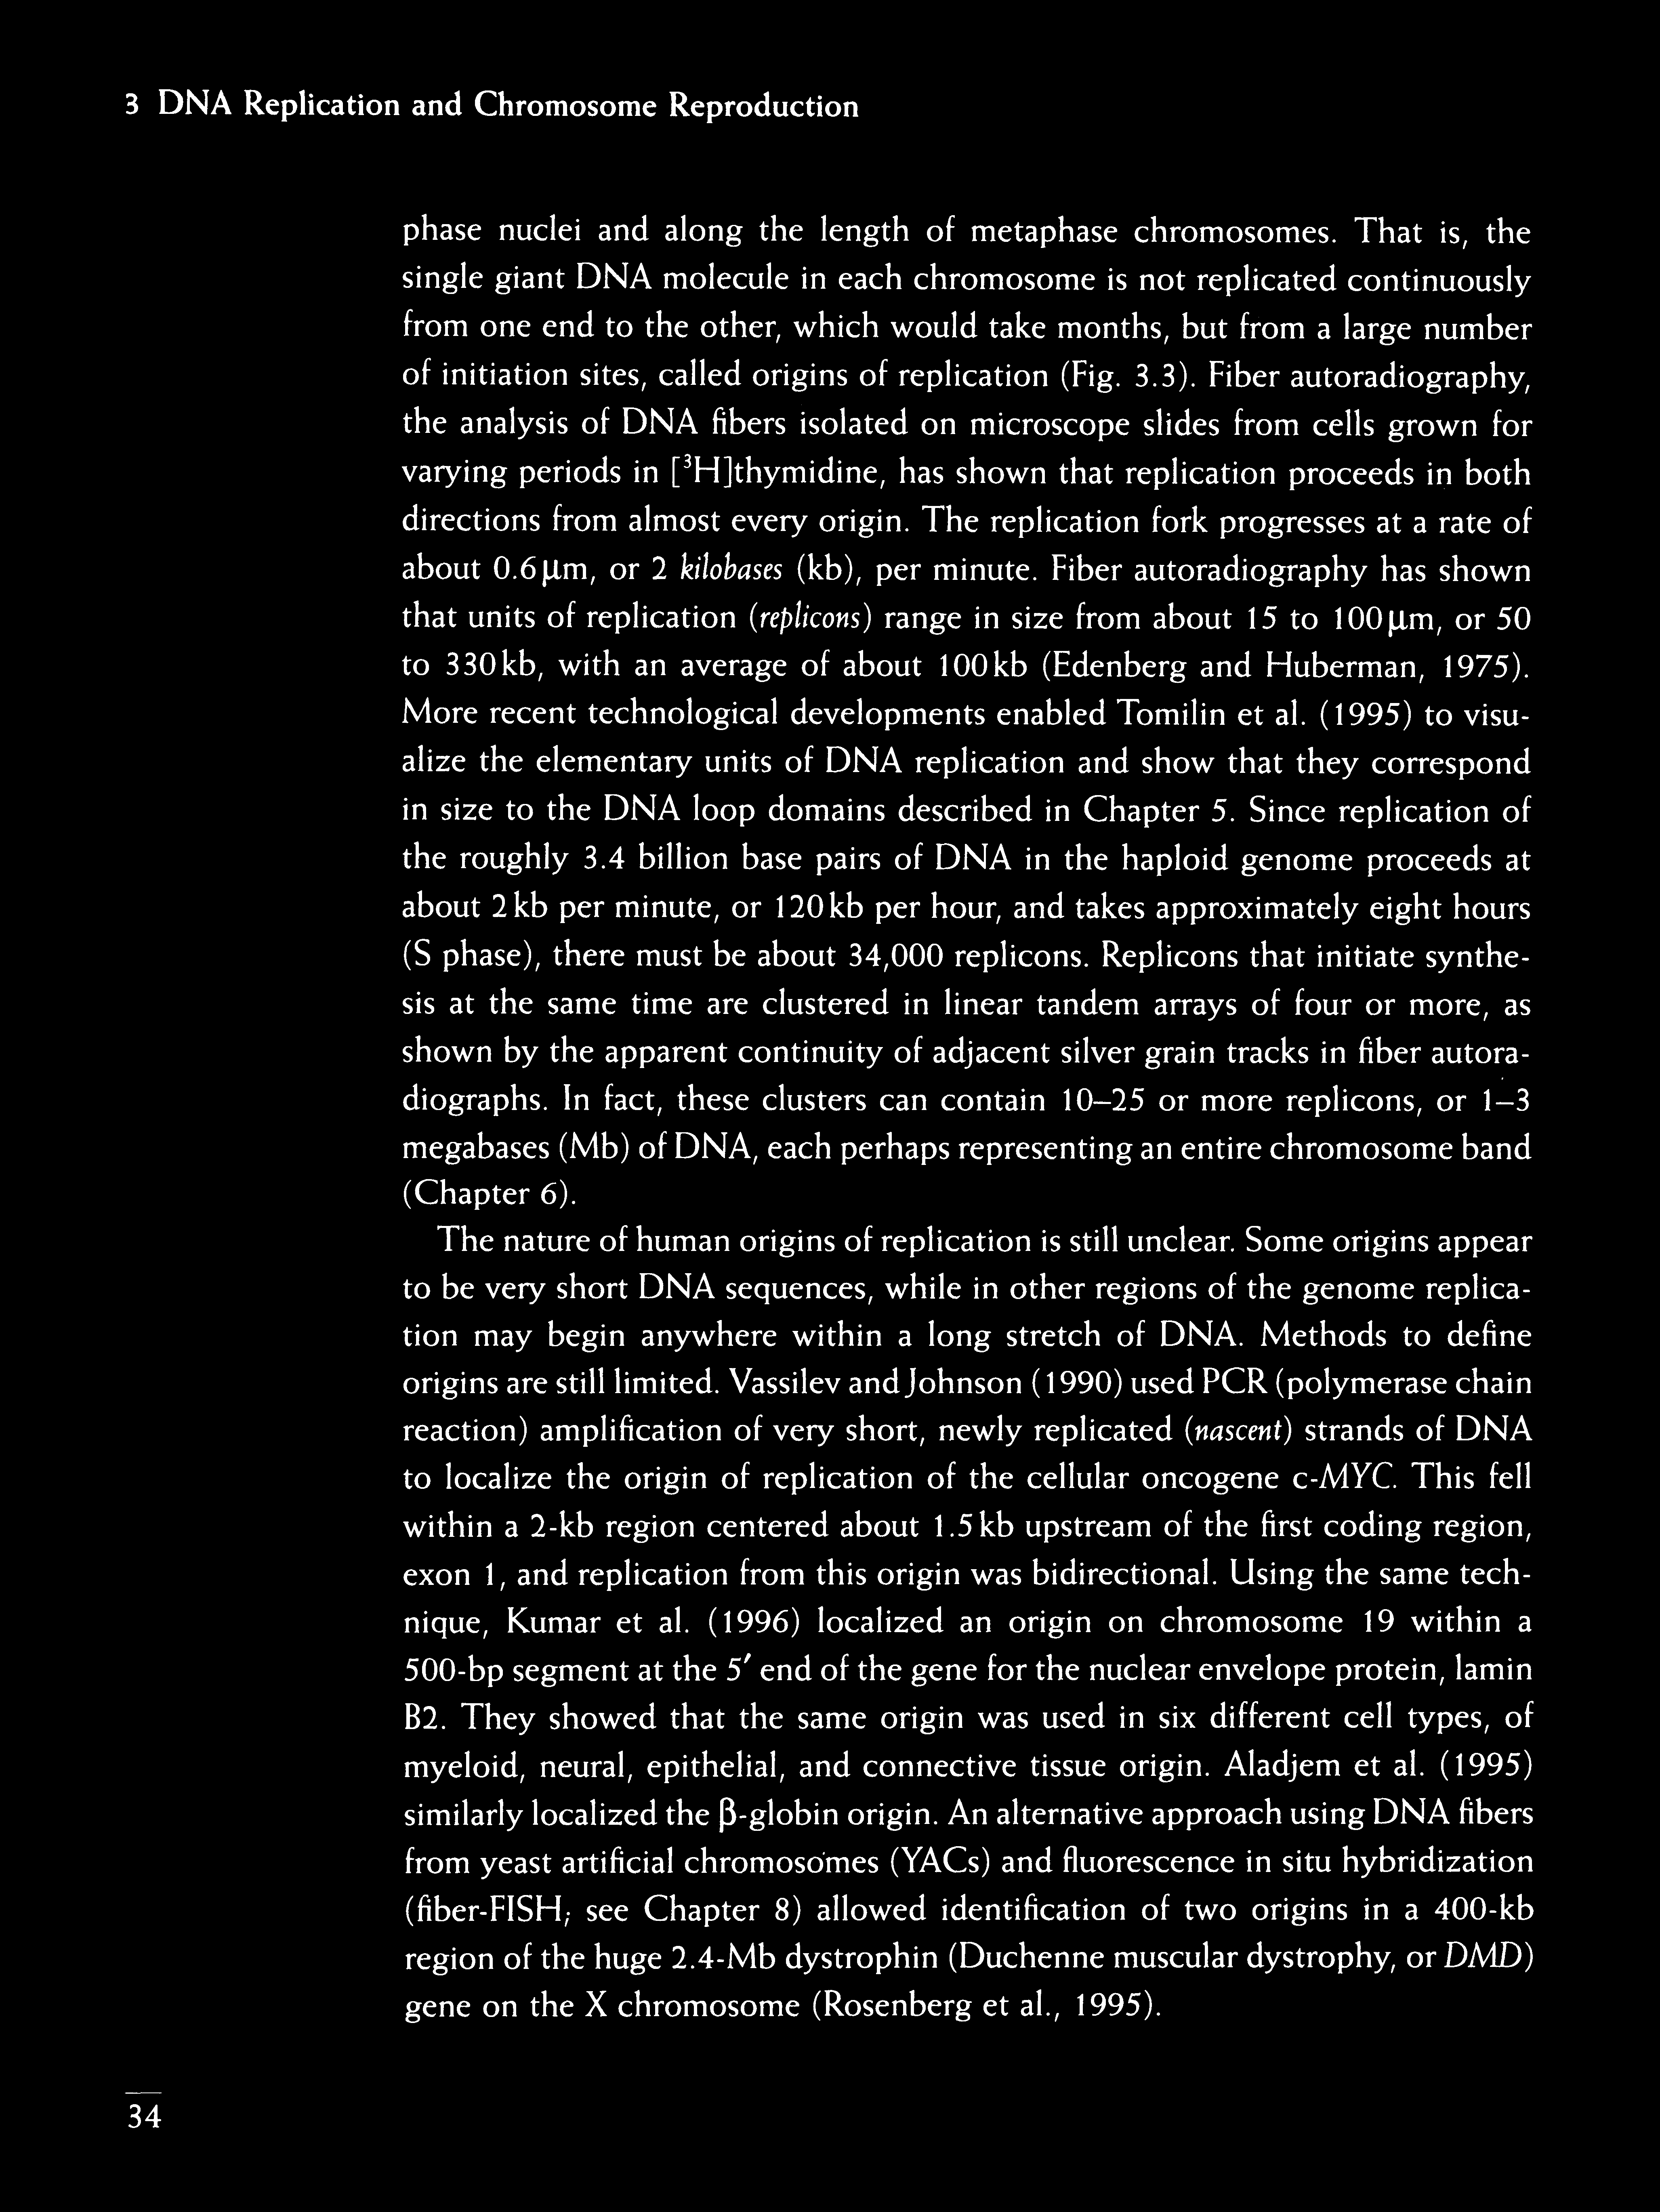 3 DNA Replication and Chromosome Reproduction
phase nuclei and along the length of metaphase chromosomes. That is, the
single giant DNA molecule in each chromosome is not replicated continuously
from one end to the other, which would take months, but from a large number
of initiation sites, called origins of replication (Fig. 3.3). Fiber autoradiography,
the analysis of DNA fibers isolated on microscope slides from cells grown for
varying periods in [³H]thymidine, has shown that replication proceeds in both
directions from almost every origin. The replication fork progresses at a rate of
about 0.6 µm, or 2 kilobases (kb), per minute. Fiber autoradiography has shown
that units of replication (replicons) range in size from about 15 to 100 µm, or 50
to 330 kb, with an average of about 100 kb (Edenberg and Huberman, 1975).
More recent technological developments enabled Tomilin et al. (1995) to visu-
alize the elementary units of DNA replication and show that they correspond
in size to the DNA loop domains described in Chapter 5. Since replication of
the roughly 3.4 billion base pairs of DNA in the haploid genome proceeds at
about 2 kb per minute, or 120 kb per hour, and takes approximately eight hours
(S phase), there must be about 34,000 replicons. Replicons that initiate synthe-
sis at the same time are clustered in linear tandem arrays of four or more, as
shown by the apparent continuity of adjacent silver grain tracks in fiber autora-
diographs. In fact, these clusters can contain 10–25 or more replicons, or 1–3
megabases (Mb) of DNA, each perhaps representing an entire chromosome band
(Chapter 6).
The nature of human origins of replication is still unclear. Some origins appear
to be very short DNA sequences, while in other regions of the genome replica-
tion may begin anywhere within a long stretch of DNA. Methods to define
origins are still limited. Vassilev and Johnson (1990) used PCR (polymerase chain
reaction) amplification of very short, newly replicated (nascent) strands of DNA
to localize the origin of replication of the cellular oncogene c-MYC. This fell
within a 2-kb region centered about 1.5 kb upstream of the first coding region,
exon 1, and replication from this origin was bidirectional. Using the same tech-
nique, Kumar et al. (1996) localized an origin on chromosome 19 within a
500-bp segment at the 5′ end of the gene for the nuclear envelope protein, lamin
B2. They showed that the same origin was used in six different cell types, of
myeloid, neural, epithelial, and connective tissue origin. Aladjem et al. (1995)
similarly localized the β-globin origin. An alternative approach using DNA fibers
from yeast artificial chromosomes (YACs) and fluorescence in situ hybridization
(fiber-FISH; see Chapter 8) allowed identification of two origins in a 400-kb
region of the huge 2.4-Mb dystrophin (Duchenne muscular dystrophy, or DMD)
gene on the X chromosome (Rosenberg et al., 1995).
34